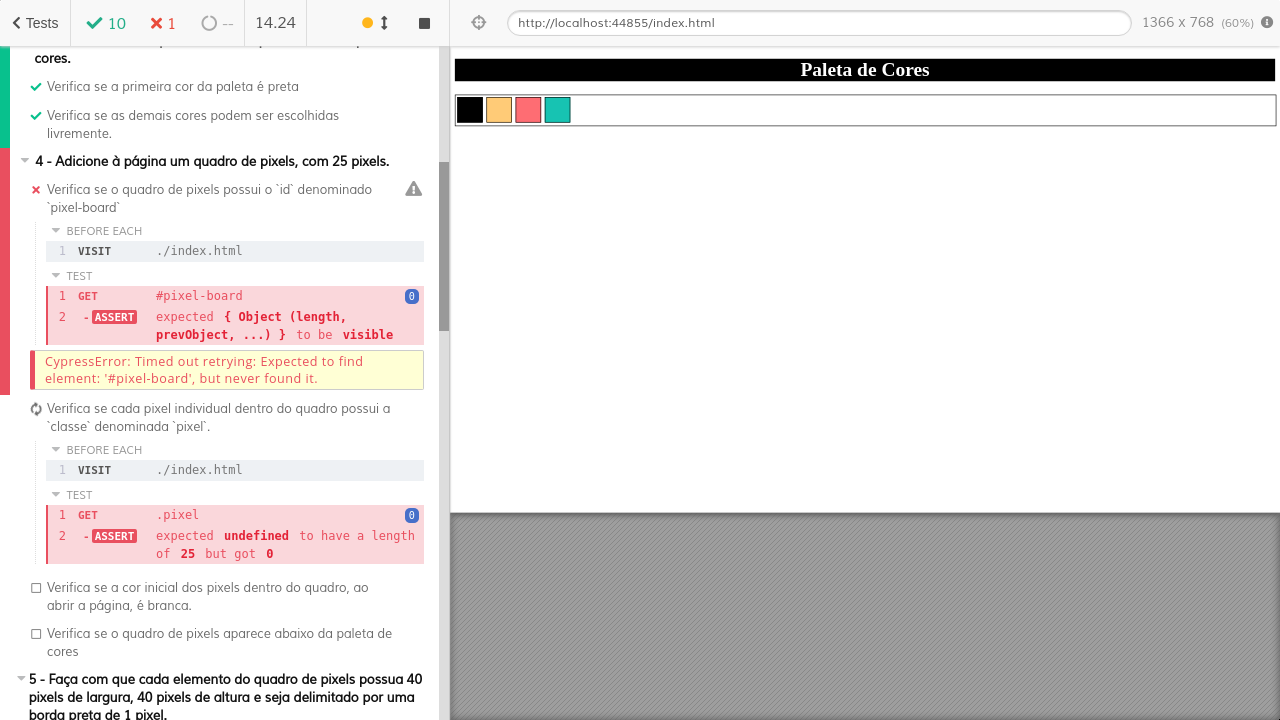 Tests
10
1
--
14.24
http://localhost:44855/index.html
1366 x 768 (60%)
cores.
Verifica se a primeira cor da paleta é preta
Verifica se as demais cores podem ser escolhidas
livremente.
4 - Adicione à página um quadro de pixels, com 25 pixels.
Verifica se o quadro de pixels possui o `id` denominado
`pixel-board`
BEFORE EACH
1 VISIT ./index.html
TEST
1 GET #pixel-board 0
2 - ASSERT expected { Object (length,
prevObject, ...) } to be visible
CypressError: Timed out retrying: Expected to find
element: '#pixel-board', but never found it.
Verifica se cada pixel individual dentro do quadro possui a
`classe` denominada `pixel`.
BEFORE EACH
1 VISIT ./index.html
TEST
1 GET .pixel 0
2 - ASSERT expected undefined to have a length
of 25 but got 0
Verifica se a cor inicial dos pixels dentro do quadro, ao
abrir a página, é branca.
Verifica se o quadro de pixels aparece abaixo da paleta de
cores
5 - Faça com que cada elemento do quadro de pixels possua 40
pixels de largura, 40 pixels de altura e seja delimitado por uma
borda preta de 1 pixel.
Paleta de Cores